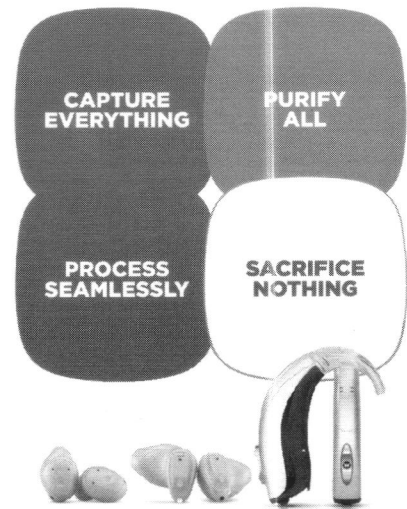 CAPTURE
EVERYTHING
PURIFY
ALL
PROCESS
SEAMLESSLY
SACRIFICE
NOTHING